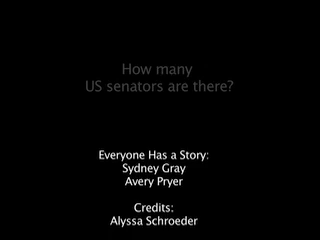 How many
US senators are there?
Everyone Has a Story:
Sydney Gray
Avery Pryer
Credits:
Alyssa Schroeder